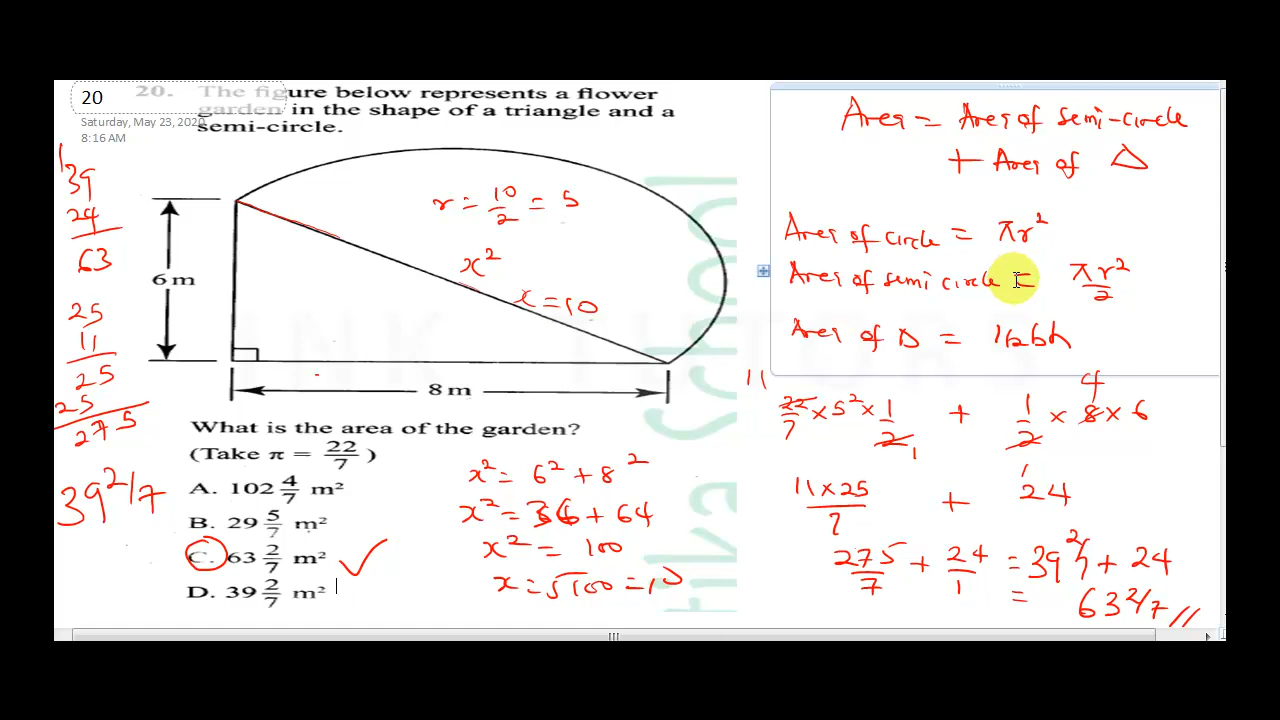 20
20. The figure below represents a flower
garden in the shape of a triangle and a
semi-circle.
Saturday, May 23, 2020
8:16 AM
1
39
24
63
25
11
25
25
275
39 2/7
6 m
r = 10/2 = 5
x²
x = 10
8 m
What is the area of the garden?
(Take π = 22/7)
A. 102 4/7 m²
B. 29 5/7 m²
C. 63 2/7 m²
D. 39 2/7 m²
x² = 6² + 8²
x² = 36 + 64
x² = 100
x = √100 = 10
Area = Area of semi-circle
+ Area of △
Area of circle = πr²
Area of semi circle = πr²/2
Area of △ = 1/2bh
11 4
22/7 × 5² × 1/2 + 1/2 × 8 × 6
1 1
11 × 25/7 + 24
275/7 + 24/1 = 39 2/7 + 24
= 63 2/7 //